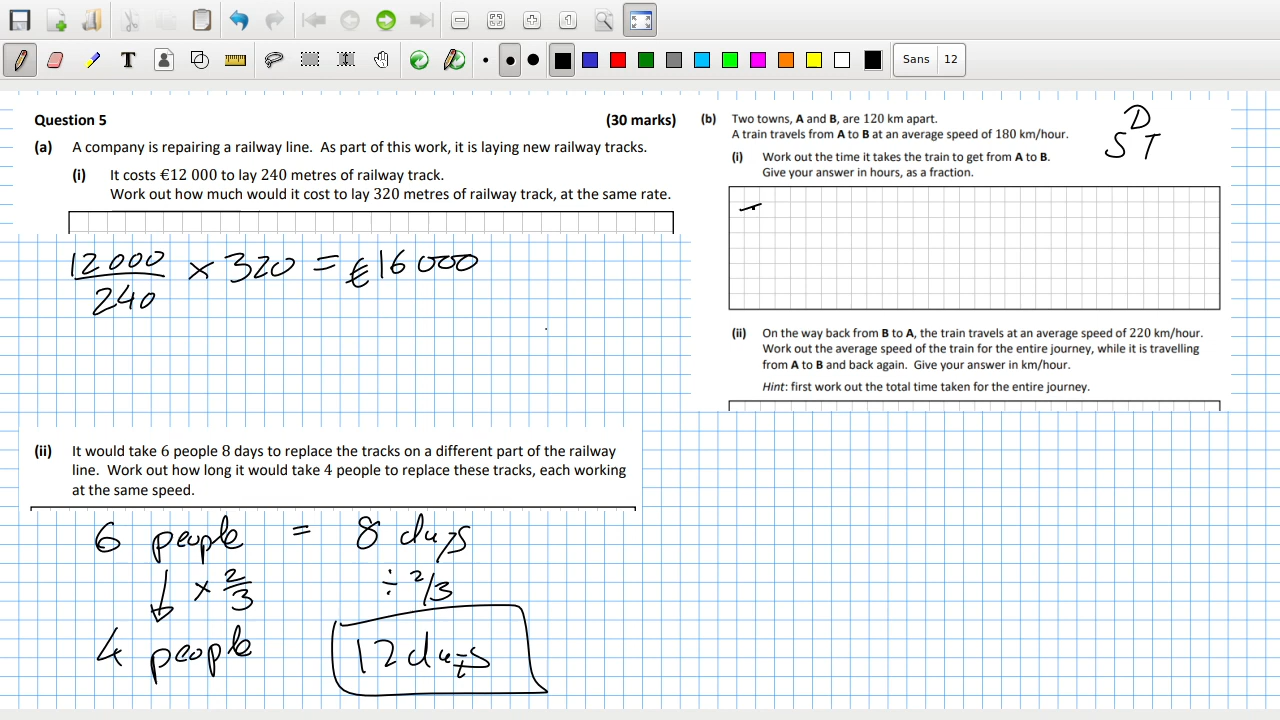 Sans 12
Question 5 (30 marks)
(a) A company is repairing a railway line. As part of this work, it is laying new railway tracks.
(i) It costs €12 000 to lay 240 metres of railway track.
Work out how much would it cost to lay 320 metres of railway track, at the same rate.
12 000 / 240 × 320 = €16 000
(ii) It would take 6 people 8 days to replace the tracks on a different part of the railway
line. Work out how long it would take 4 people to replace these tracks, each working
at the same speed.
6 people = 8 days
↓ × 2/3 ÷ 2/3
4 people 12 days
(b) Two towns, A and B, are 120 km apart.
A train travels from A to B at an average speed of 180 km/hour.
D
S T
(i) Work out the time it takes the train to get from A to B.
Give your answer in hours, as a fraction.
(ii) On the way back from B to A, the train travels at an average speed of 220 km/hour.
Work out the average speed of the train for the entire journey, while it is travelling
from A to B and back again. Give your answer in km/hour.
Hint: first work out the total time taken for the entire journey.